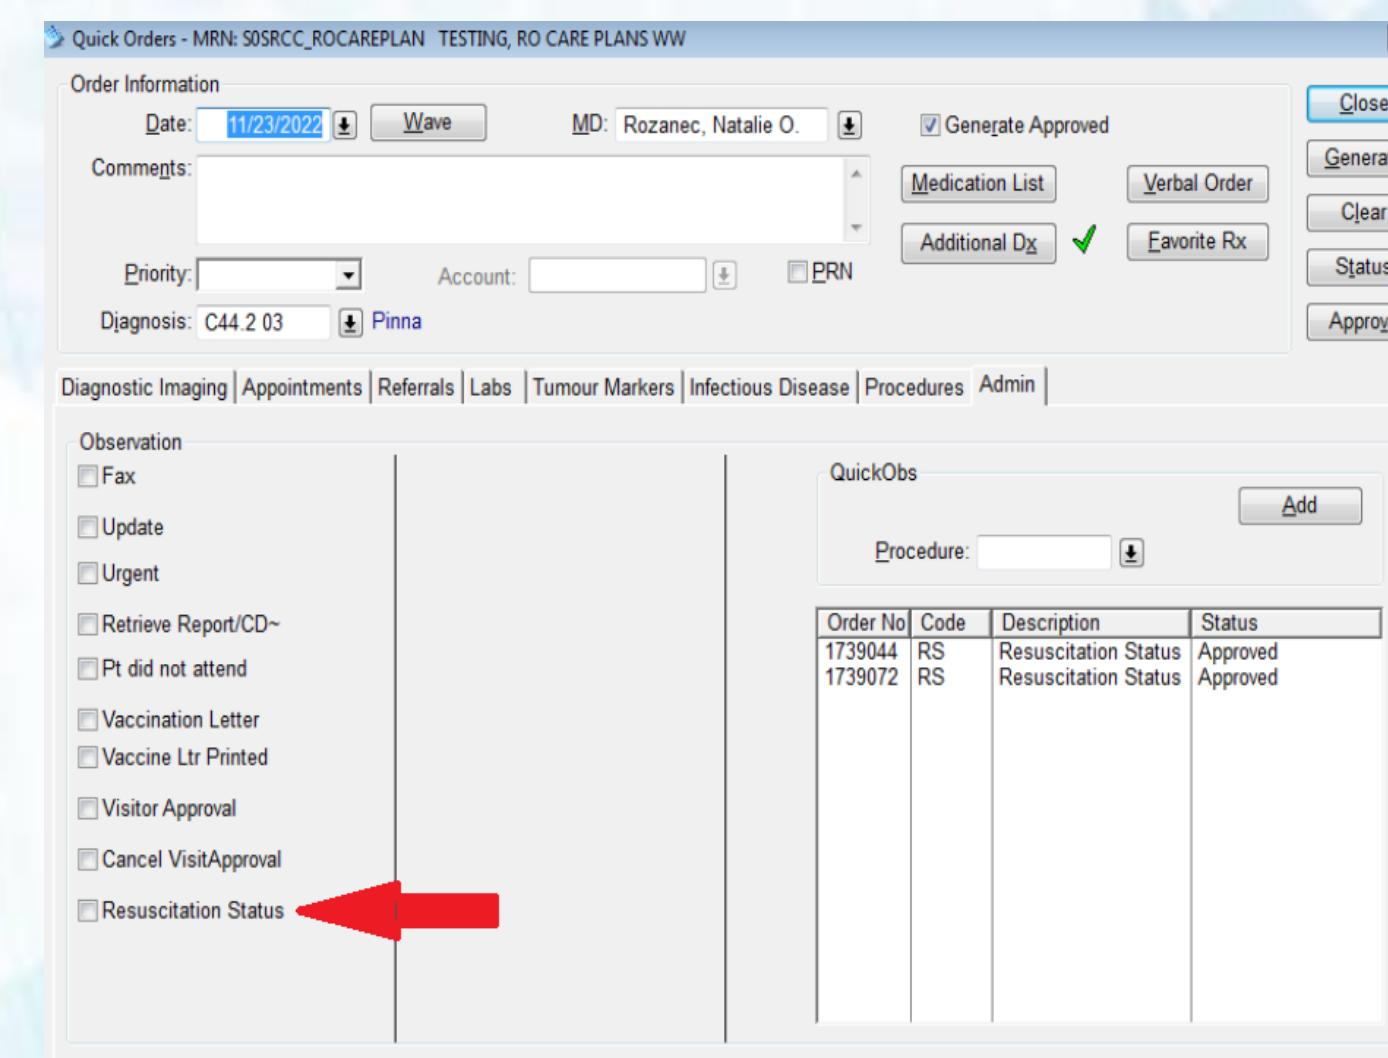 Quick Orders - MRN: S0SRCC_ROCAREPLAN   TESTING, RO CARE PLANS WW
Order Information
Date: 11/23/2022 Wave MD: Rozanec, Natalie O. Generate Approved Close
Comments: Genera
Medication List Verbal Order
Clear
Additional Dx Favorite Rx
Priority: Account: PRN Status
Diagnosis: C44.2 03 Pinna Approv
Diagnostic Imaging Appointments Referrals Labs Tumour Markers Infectious Disease Procedures Admin
Observation
Fax
Update
Urgent
Retrieve Report/CD~
Pt did not attend
Vaccination Letter
Vaccine Ltr Printed
Visitor Approval
Cancel VisitApproval
Resuscitation Status
QuickObs
Add
Procedure:
Order No Code Description Status
1739044 RS Resuscitation Status Approved
1739072 RS Resuscitation Status Approved